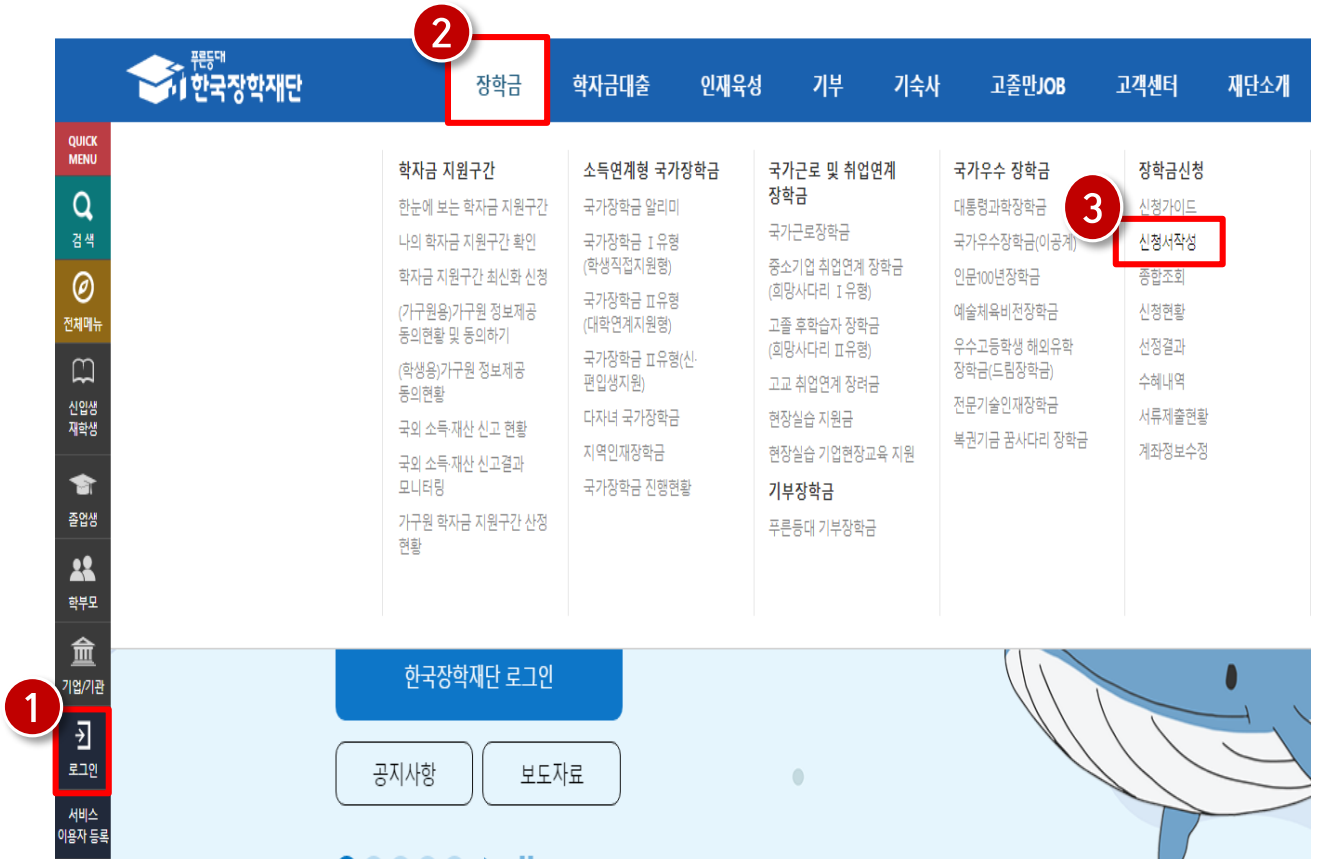 2
푸른등대
한국장학재단
장학금
학자금대출
인재육성
기부
기숙사
고졸만JOB
고객센터
재단소개
QUICK
MENU
검색
전체메뉴
신입생
재학생
졸업생
학부모
기업/기관
1
로그인
서비스
이용자 등록
학자금 지원구간
한눈에 보는 학자금 지원구간
나의 학자금 지원구간 확인
학자금 지원구간 최신화 신청
(가구원용)가구원 정보제공
동의현황 및 동의하기
(학생용)가구원 정보제공
동의현황
국외 소득·재산 신고 현황
국외 소득·재산 신고결과
모니터링
가구원 학자금 지원구간 산정
현황
소득연계형 국가장학금
국가장학금 알리미
국가장학금 Ⅰ유형
(학생직접지원형)
국가장학금 Ⅱ유형
(대학연계지원형)
국가장학금 Ⅱ유형(신·
편입생지원)
다자녀 국가장학금
지역인재장학금
국가장학금 진행현황
국가근로 및 취업연계
장학금
국가근로장학금
중소기업 취업연계 장학금
(희망사다리 Ⅰ유형)
고졸 후학습자 장학금
(희망사다리 Ⅱ유형)
고교 취업연계 장려금
현장실습 지원금
현장실습 기업현장교육 지원
기부장학금
푸른등대 기부장학금
국가우수 장학금
대통령과학장학금
국가우수장학금(이공계)
인문100년장학금
예술체육비전장학금
우수고등학생 해외유학
장학금(드림장학금)
전문기술인재장학금
복권기금 꿈사다리 장학금
장학금신청
3
신청가이드
신청서작성
종합조회
신청현황
선정결과
수혜내역
서류제출현황
계좌정보수정
한국장학재단 로그인
공지사항
보도자료